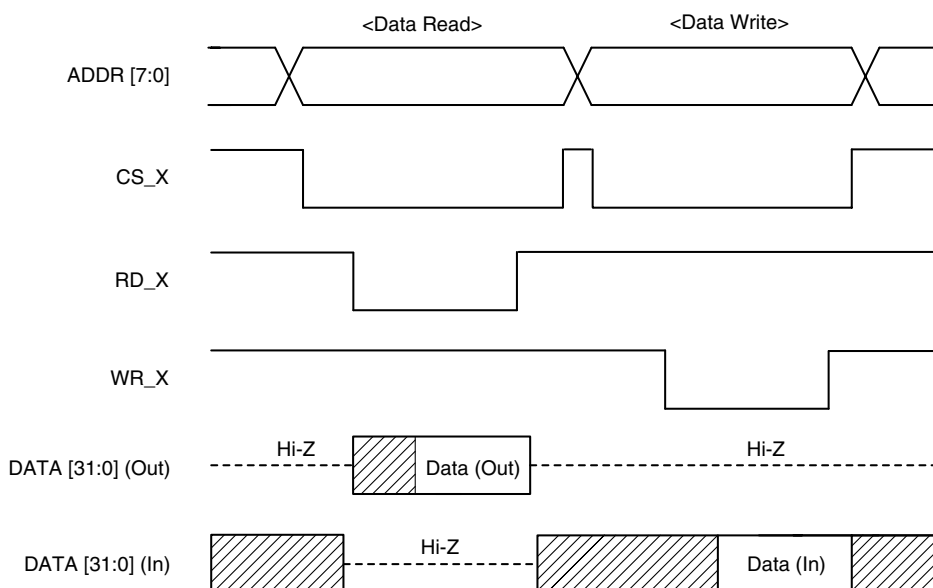 <Data Read> <Data Write>
ADDR [7:0]
CS_X
RD_X
WR_X
Hi-Z Hi-Z
DATA [31:0] (Out) Data (Out)
Hi-Z
DATA [31:0] (In) Data (In)